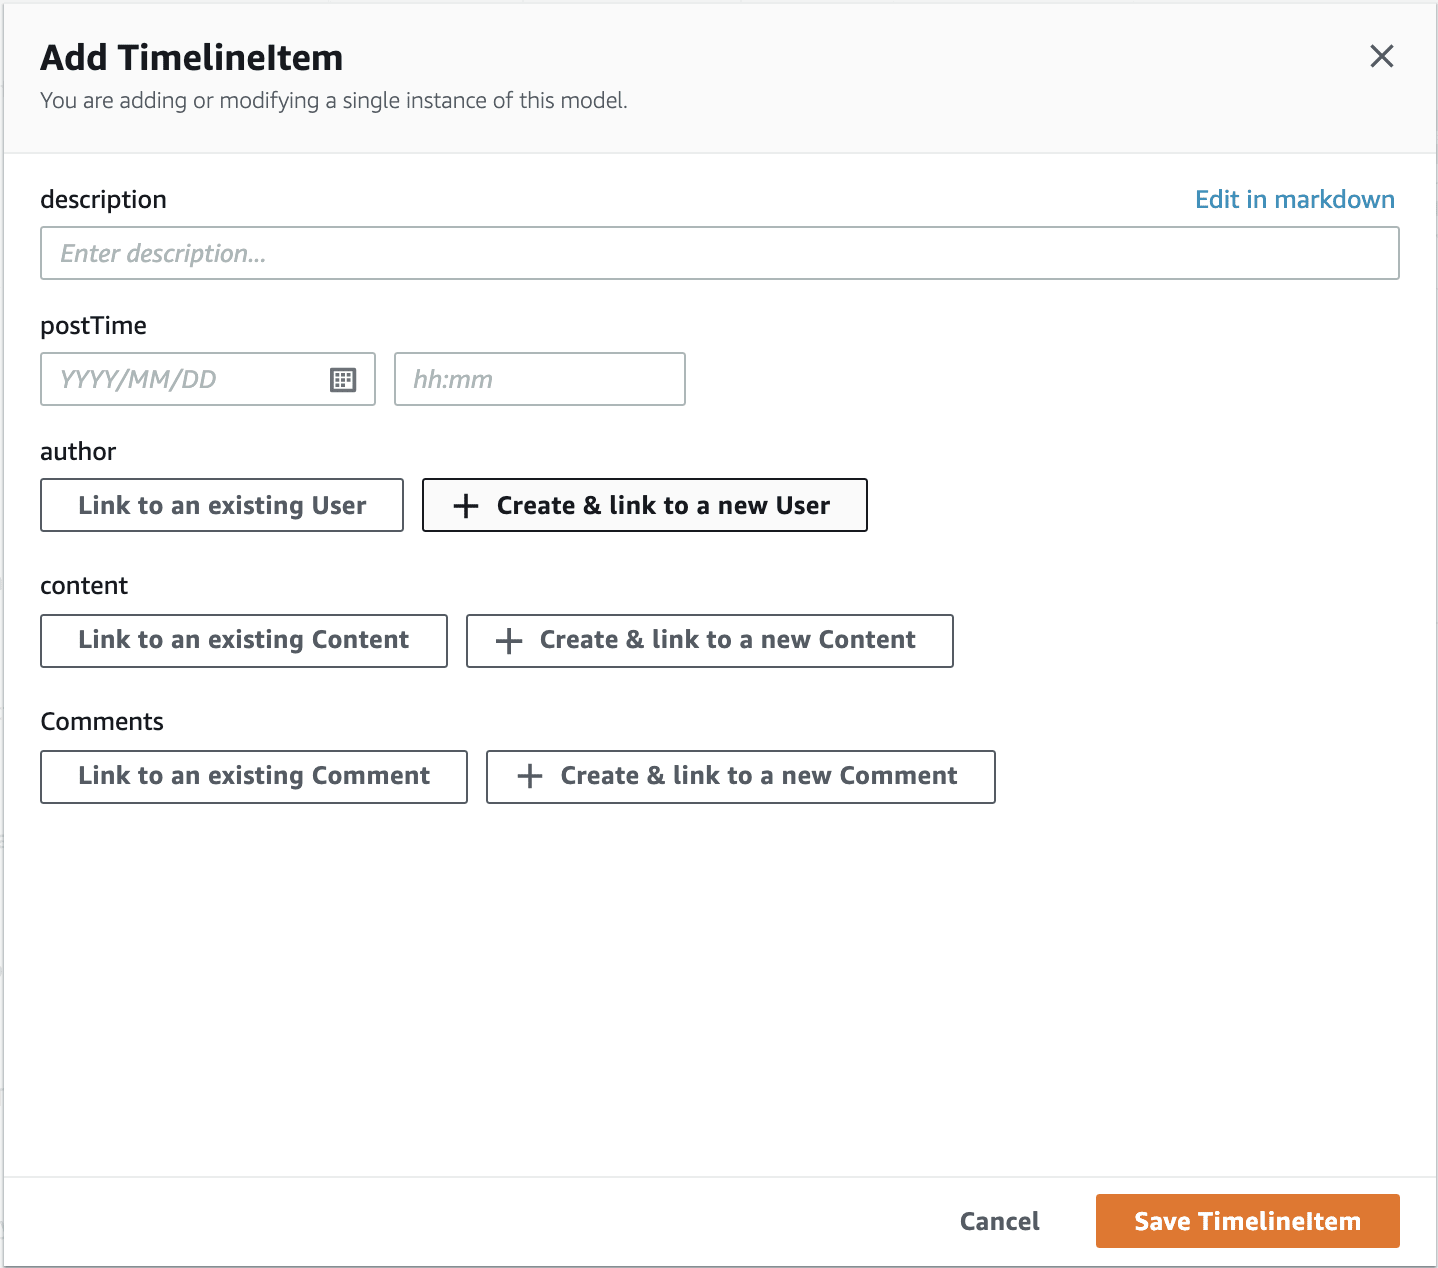 Add TimelineItem
You are adding or modifying a single instance of this model.
description
Edit in markdown
Enter description...
postTime
YYYY/MM/DD
hh:mm
author
Link to an existing User
Create & link to a new User
content
Link to an existing Content
Create & link to a new Content
Comments
Link to an existing Comment
Create & link to a new Comment
Cancel
Save TimelineItem